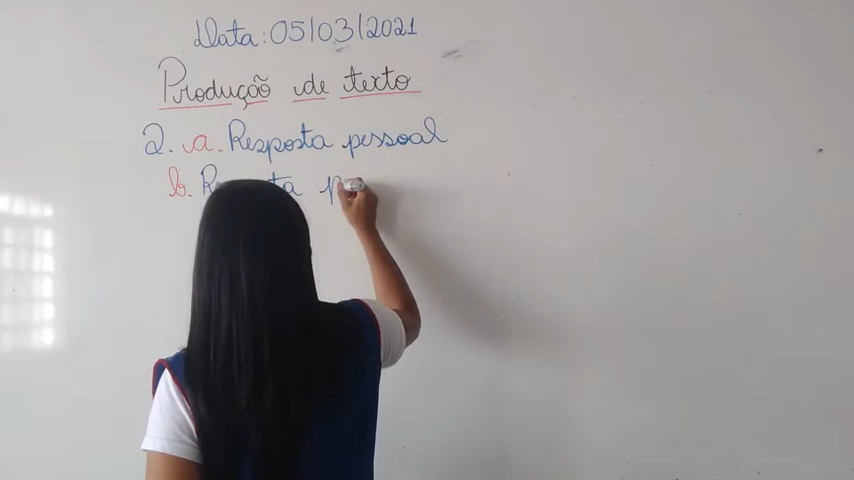 Data: 05/03/2021
Produção de texto
2. a. Resposta pessoal
b.